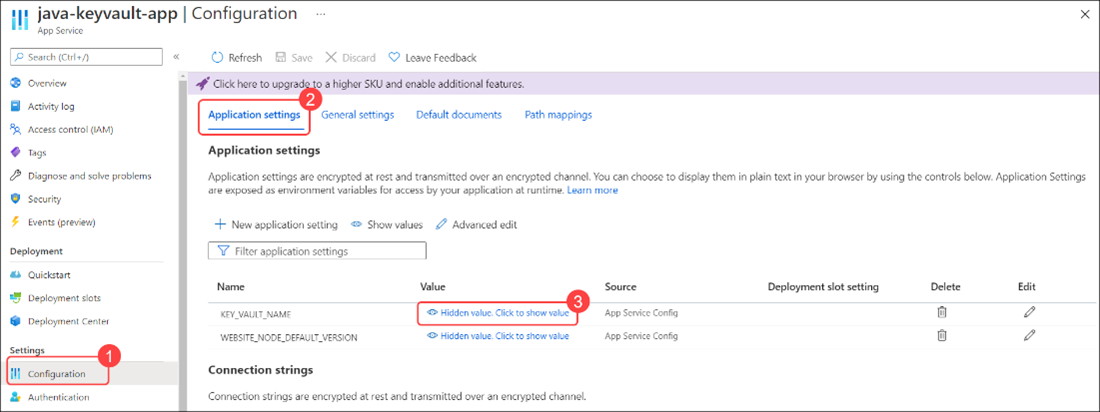 java-keyvault-app | Configuration ...
App Service
Search (Ctrl+/)
«
Overview
Activity log
Access control (IAM)
Tags
Diagnose and solve problems
Security
Events (preview)
Deployment
Quickstart
Deployment slots
Deployment Center
Settings
1
Configuration
Authentication
Refresh Save Discard Leave Feedback
Click here to upgrade to a higher SKU and enable additional features.
2
Application settings General settings Default documents Path mappings
Application settings
Application settings are encrypted at rest and transmitted over an encrypted channel. You can choose to display them in plain text in your browser by using the controls below. Application Settings
are exposed as environment variables for access by your application at runtime. Learn more
New application setting Show values Advanced edit
Filter application settings
Name Value Source Deployment slot setting Delete Edit
3
KEY_VAULT_NAME Hidden value. Click to show value App Service Config
WEBSITE_NODE_DEFAULT_VERSION Hidden value. Click to show value App Service Config
Connection strings
Connection strings are encrypted at rest and transmitted over an encrypted channel.